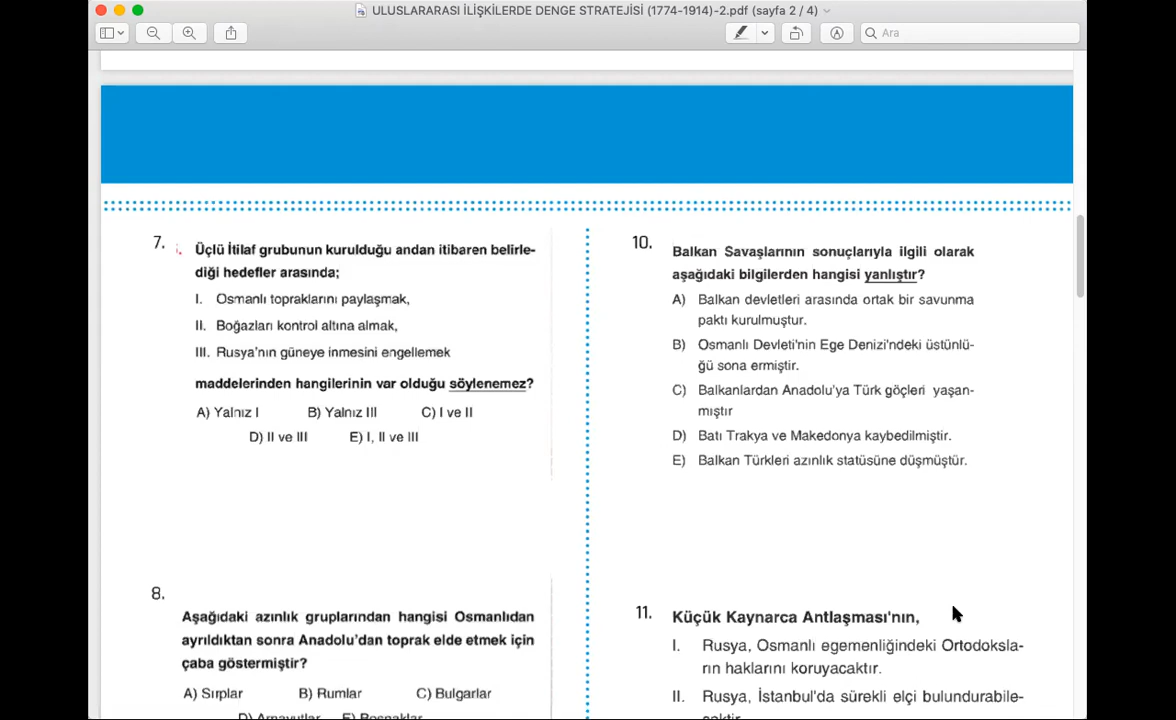 ULUSLARARASI İLİŞKİLERDE DENGE STRATEJİSİ (1774-1914)-2.pdf (sayfa 2 / 4)
Ara
7.
Üçlü İtilaf grubunun kurulduğu andan itibaren belirle-
diği hedefler arasında;
I. Osmanlı topraklarını paylaşmak,
II. Boğazları kontrol altına almak,
III. Rusya'nın güneye inmesini engellemek
maddelerinden hangilerinin var olduğu söylenemez?
A) Yalnız I B) Yalnız III C) I ve II
D) II ve III E) I, II ve III
8.
Aşağıdaki azınlık gruplarından hangisi Osmanlıdan
ayrıldıktan sonra Anadolu'dan toprak elde etmek için
çaba göstermiştir?
A) Sırplar B) Rumlar C) Bulgarlar
D) Arnavutlar E) Boşnaklar
10.
Balkan Savaşlarının sonuçlarıyla ilgili olarak
aşağıdaki bilgilerden hangisi yanlıştır?
A) Balkan devletleri arasında ortak bir savunma
paktı kurulmuştur.
B) Osmanlı Devleti'nin Ege Denizi'ndeki üstünlü-
ğü sona ermiştir.
C) Balkanlardan Anadolu'ya Türk göçleri yaşan-
mıştır
D) Batı Trakya ve Makedonya kaybedilmiştir.
E) Balkan Türkleri azınlık statüsüne düşmüştür.
11.
Küçük Kaynarca Antlaşması'nın,
I. Rusya, Osmanlı egemenliğindeki Ortodoksla-
rın haklarını koruyacaktır.
II. Rusya, İstanbul'da sürekli elçi bulundurabile-
cektir